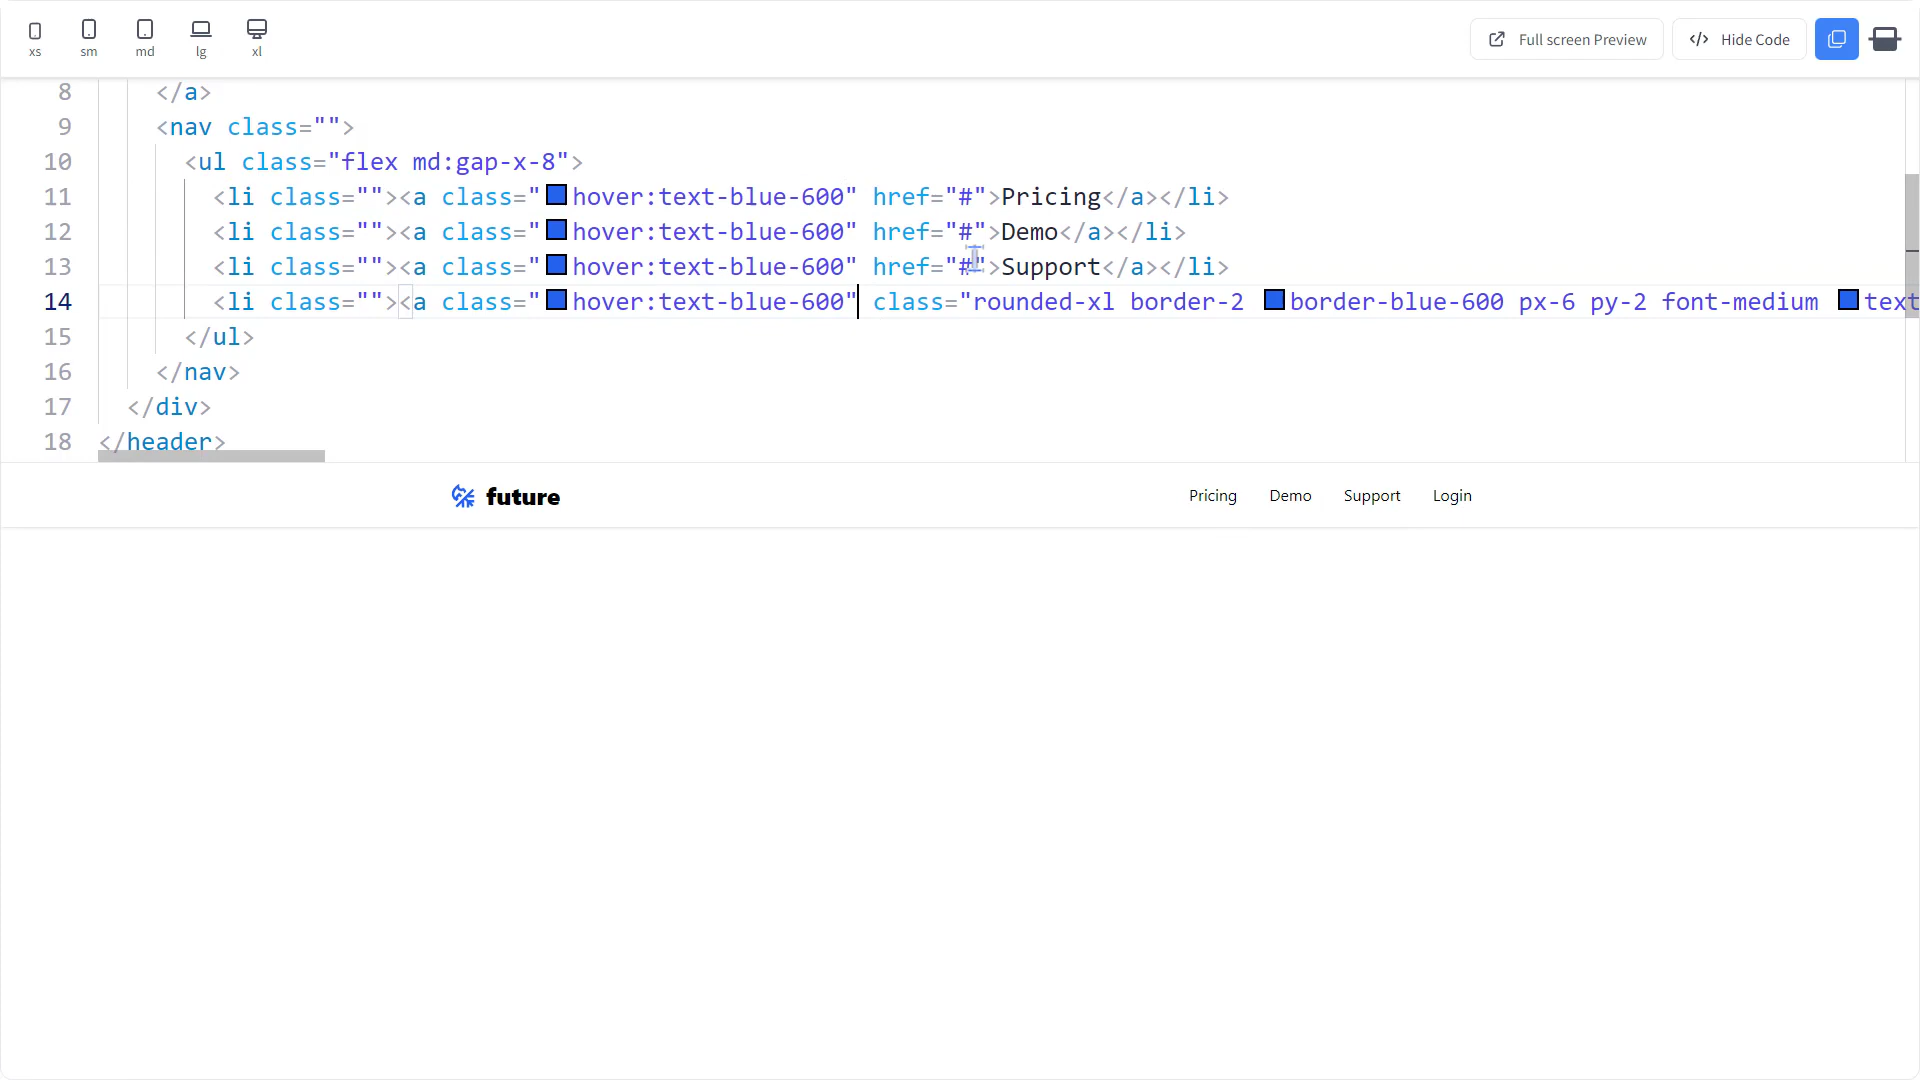 xs sm md lg xl
Full screen Preview
Hide Code
8 </a>
9 <nav class="">
10 <ul class="flex md:gap-x-8">
11 <li class=""><a class="hover:text-blue-600" href="#">Pricing</a></li>
12 <li class=""><a class="hover:text-blue-600" href="#">Demo</a></li>
13 <li class=""><a class="hover:text-blue-600" href="#">Support</a></li>
14 <li class=""><a class="hover:text-blue-600" class="rounded-xl border-2 border-blue-600 px-6 py-2 font-medium text
15 </ul>
16 </nav>
17 </div>
18 </header>
future
Pricing Demo Support Login